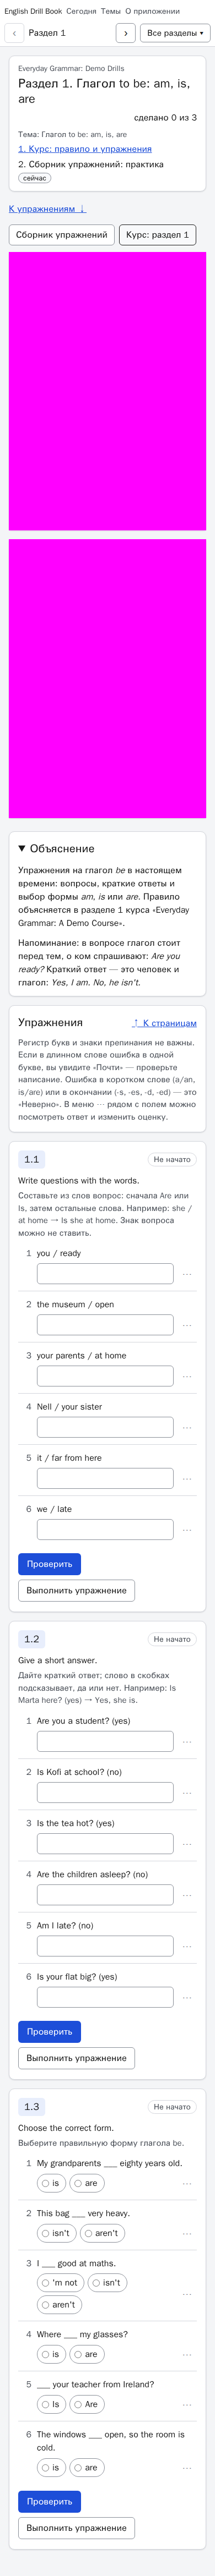 English Drill Book Сегодня Темы О приложении
‹ Раздел 1 › Все разделы ▾
Everyday Grammar: Demo Drills
Раздел 1. Глагол to be: am, is,
are
сделано 0 из 3
Тема: Глагол to be: am, is, are
1. Курс: правило и упражнения
2. Сборник упражнений: практика
сейчас
К упражнениям ↓
Сборник упражнений Курс: раздел 1
▼ Объяснение
Упражнения на глагол be в настоящем
времени: вопросы, краткие ответы и
выбор формы am, is или are. Правило
объясняется в разделе 1 курса «Everyday
Grammar: A Demo Course».
Напоминание: в вопросе глагол стоит
перед тем, о ком спрашивают: Are you
ready? Краткий ответ — это человек и
глагол: Yes, I am. No, he isn't.
Упражнения ↑ К страницам
Регистр букв и знаки препинания не важны.
Если в длинном слове ошибка в одной
букве, вы увидите «Почти» — проверьте
написание. Ошибка в коротком слове (a/an,
is/are) или в окончании (-s, -es, -d, -ed) — это
«Неверно». В меню ··· рядом с полем можно
посмотреть ответ и изменить оценку.
1.1 Не начато
Write questions with the words.
Составьте из слов вопрос: сначала Are или
Is, затем остальные слова. Например: she /
at home → Is she at home. Знак вопроса
можно не ставить.
1 you / ready
···
2 the museum / open
···
3 your parents / at home
···
4 Nell / your sister
···
5 it / far from here
···
6 we / late
···
Проверить
Выполнить упражнение
1.2 Не начато
Give a short answer.
Дайте краткий ответ; слово в скобках
подсказывает, да или нет. Например: Is
Marta here? (yes) → Yes, she is.
1 Are you a student? (yes)
···
2 Is Kofi at school? (no)
···
3 Is the tea hot? (yes)
···
4 Are the children asleep? (no)
···
5 Am I late? (no)
···
6 Is your flat big? (yes)
···
Проверить
Выполнить упражнение
1.3 Не начато
Choose the correct form.
Выберите правильную форму глагола be.
1 My grandparents ___ eighty years old.
is are ···
2 This bag ___ very heavy.
isn't aren't ···
3 I ___ good at maths.
'm not isn't
aren't ···
4 Where ___ my glasses?
is are ···
5 ___ your teacher from Ireland?
Is Are ···
6 The windows ___ open, so the room is
cold.
is are ···
Проверить
Выполнить упражнение